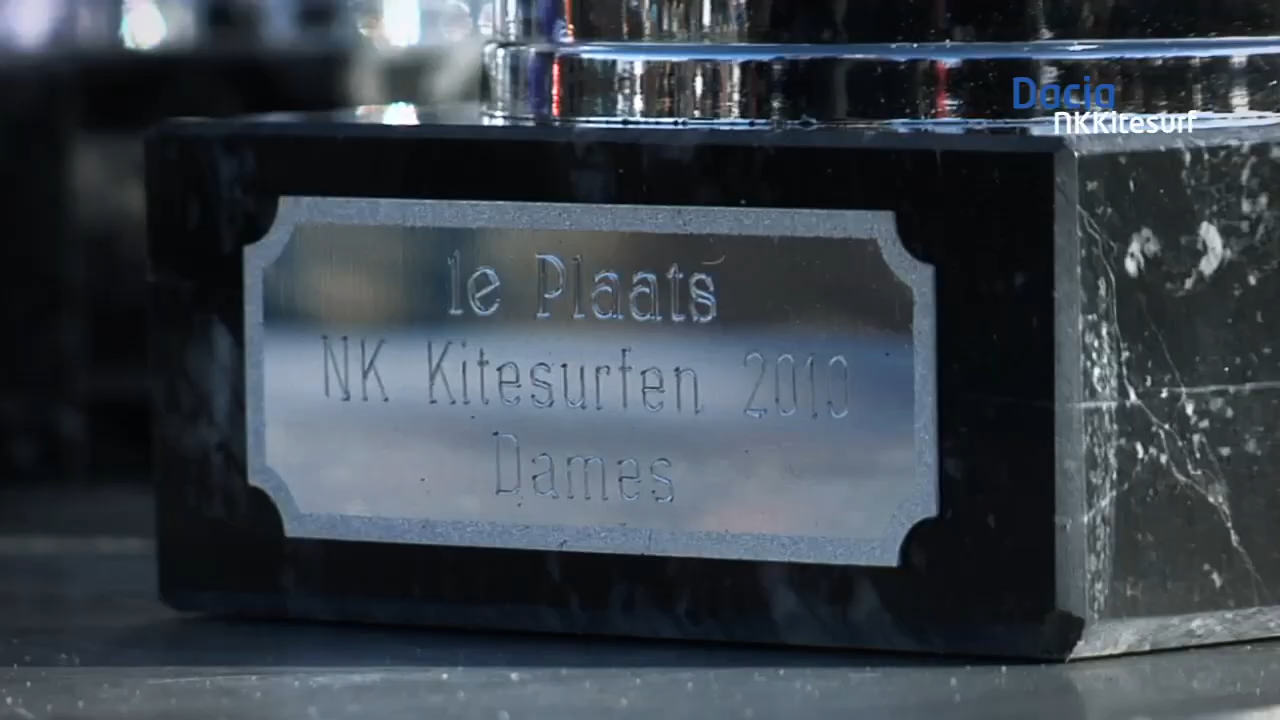 Dacia
NKKitesurf
1e Plaats
NK Kitesurfen 2010
Dames